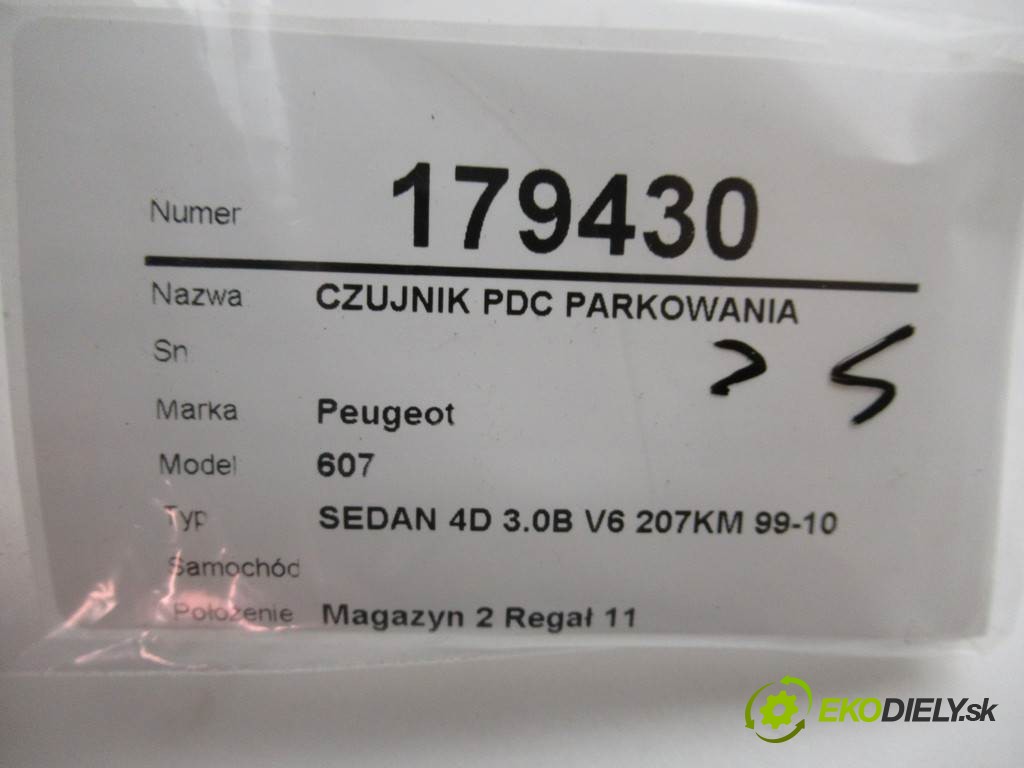 Numer 179430
Nazwa CZUJNIK PDC PARKOWANIA
Sn
25
Marka Peugeot
Model 607
Typ SEDAN 4D 3.0B V6 207KM 99-10
Samochód
Położenie Magazyn 2 Regał 11
EKODIELY.sk